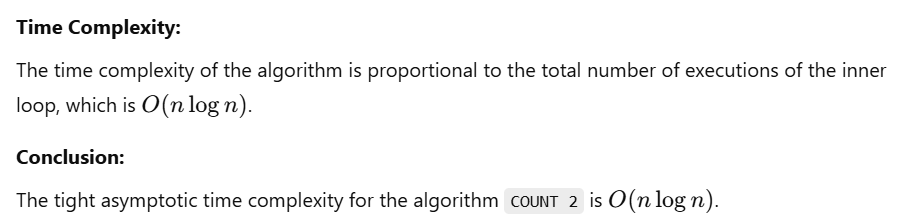 Time Complexity:
The time complexity of the algorithm is proportional to the total number of executions of the inner
loop, which is O(n log n).
Conclusion:
The tight asymptotic time complexity for the algorithm COUNT 2 is O(n log n).